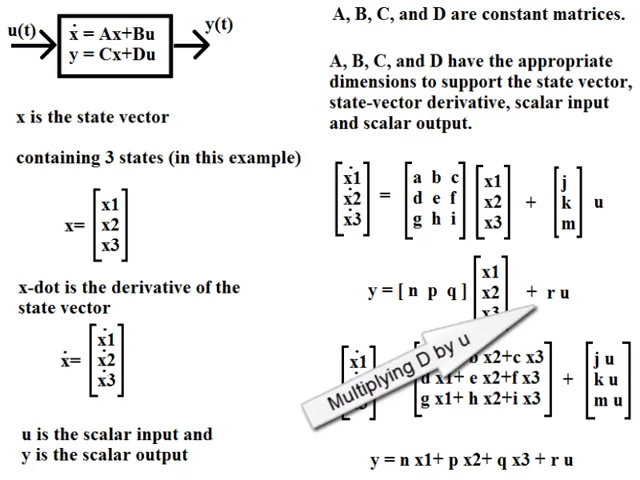 u(t)
ẋ = Ax+Bu
y = Cx+Du
y(t)
x is the state vector
containing 3 states (in this example)
x= [x1
x2
x3]
x-dot is the derivative of the
state vector
ẋ= [ẋ1
ẋ2
ẋ3]
u is the scalar input and
y is the scalar output
A, B, C, and D are constant matrices.
A, B, C, and D have the appropriate
dimensions to support the state vector,
state-vector derivative, scalar input
and scalar output.
[ẋ1 [a b c [x1 [j
ẋ2 = d e f x2 + k u
ẋ3] g h i] x3] m]
y = [ n p q ] [x1
x2 + r u
x3]
Multiplying D by u
[ẋ1 x2+c x3 [j u
d x1+ e x2+f x3 + k u
g x1+ h x2+i x3] m u]
y = n x1+ p x2+ q x3 + r u